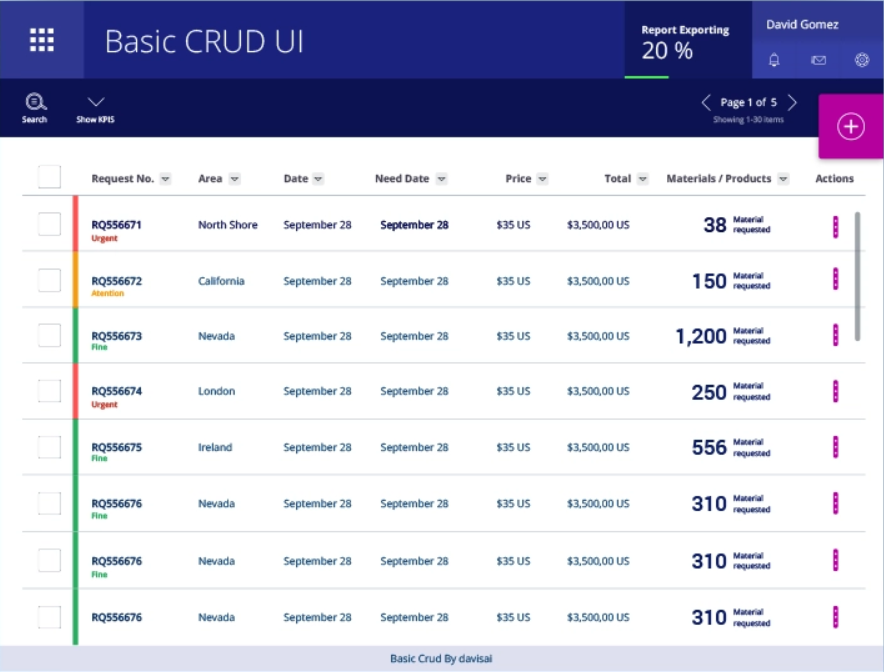 Basic CRUD UI
Report Exporting
20 %
David Gomez
Search
Show KPIS
Page 1 of 5
Showing 1-30 items
Request No. Area Date Need Date Price Total Materials / Products Actions
RQ556671 North Shore September 28 September 28 $35 US $3,500,00 US 38 Material requested
Urgent
RQ556672 California September 28 September 28 $35 US $3,500,00 US 150 Material requested
Atention
RQ556673 Nevada September 28 September 28 $35 US $3,500,00 US 1,200 Material requested
Fine
RQ556674 London September 28 September 28 $35 US $3,500,00 US 250 Material requested
Urgent
RQ556675 Ireland September 28 September 28 $35 US $3,500,00 US 556 Material requested
Fine
RQ556676 Nevada September 28 September 28 $35 US $3,500,00 US 310 Material requested
Fine
RQ556676 Nevada September 28 September 28 $35 US $3,500,00 US 310 Material requested
Fine
RQ556676 Nevada September 28 September 28 $35 US $3,500,00 US 310 Material requested
Basic Crud By davisai